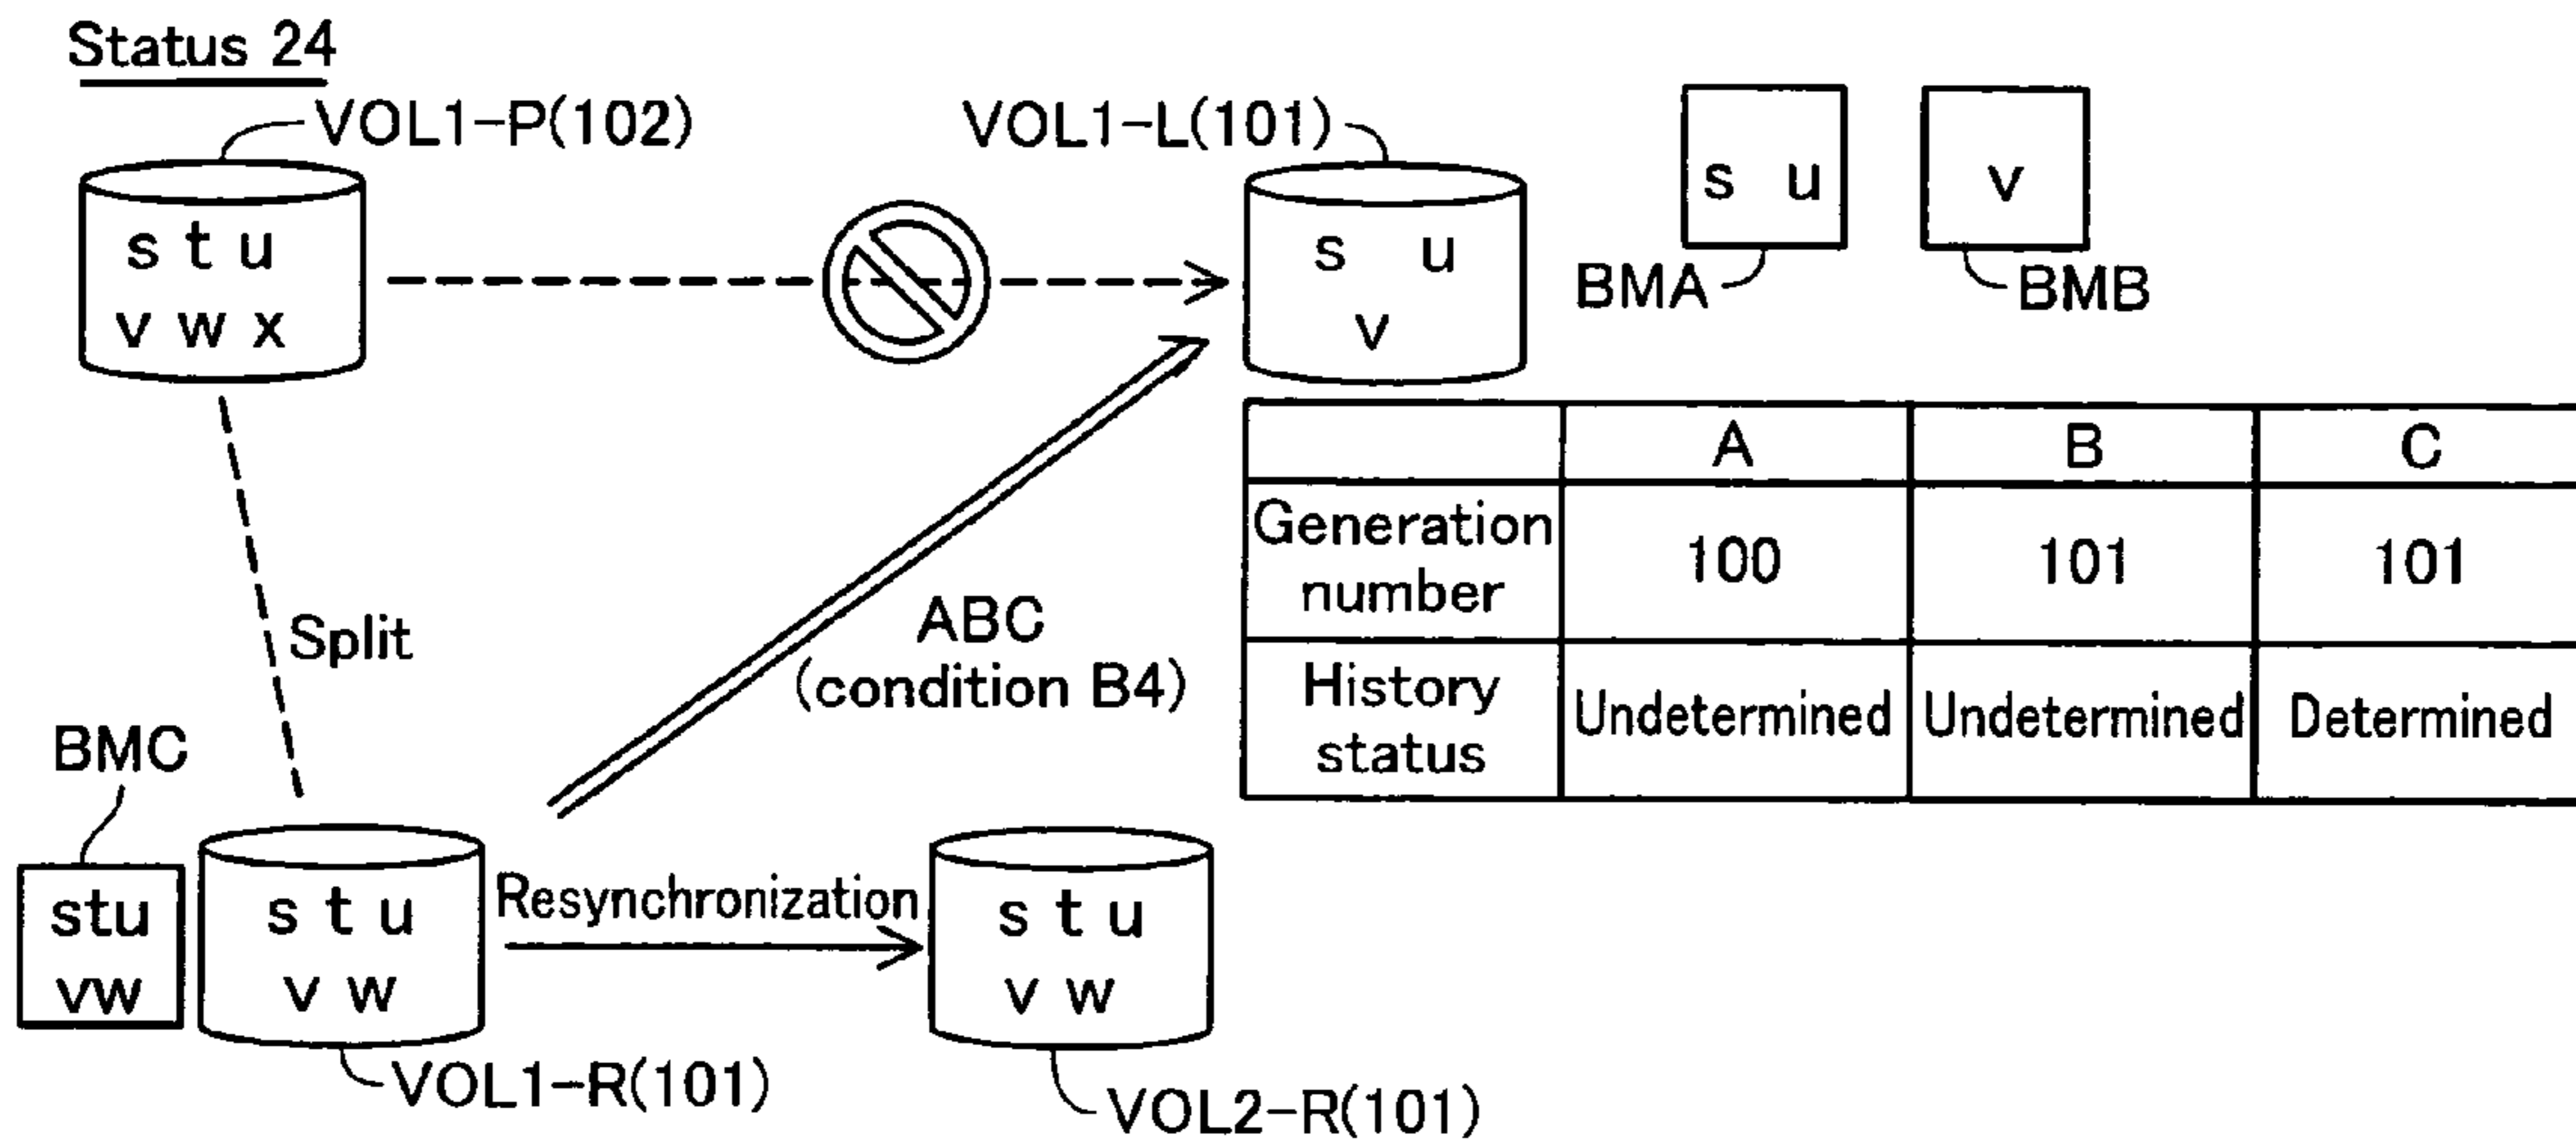 Status 24
VOL1-P(102)
VOL1-L(101)
s t u
v w x
s u
v
s u
v
BMA
BMB
A B C
Generation number 100 101 101
History status Undetermined Undetermined Determined
Split
ABC
(condition B4)
BMC
stu
vw
s t u
v w
Resynchronization
s t u
v w
VOL1-R(101)
VOL2-R(101)